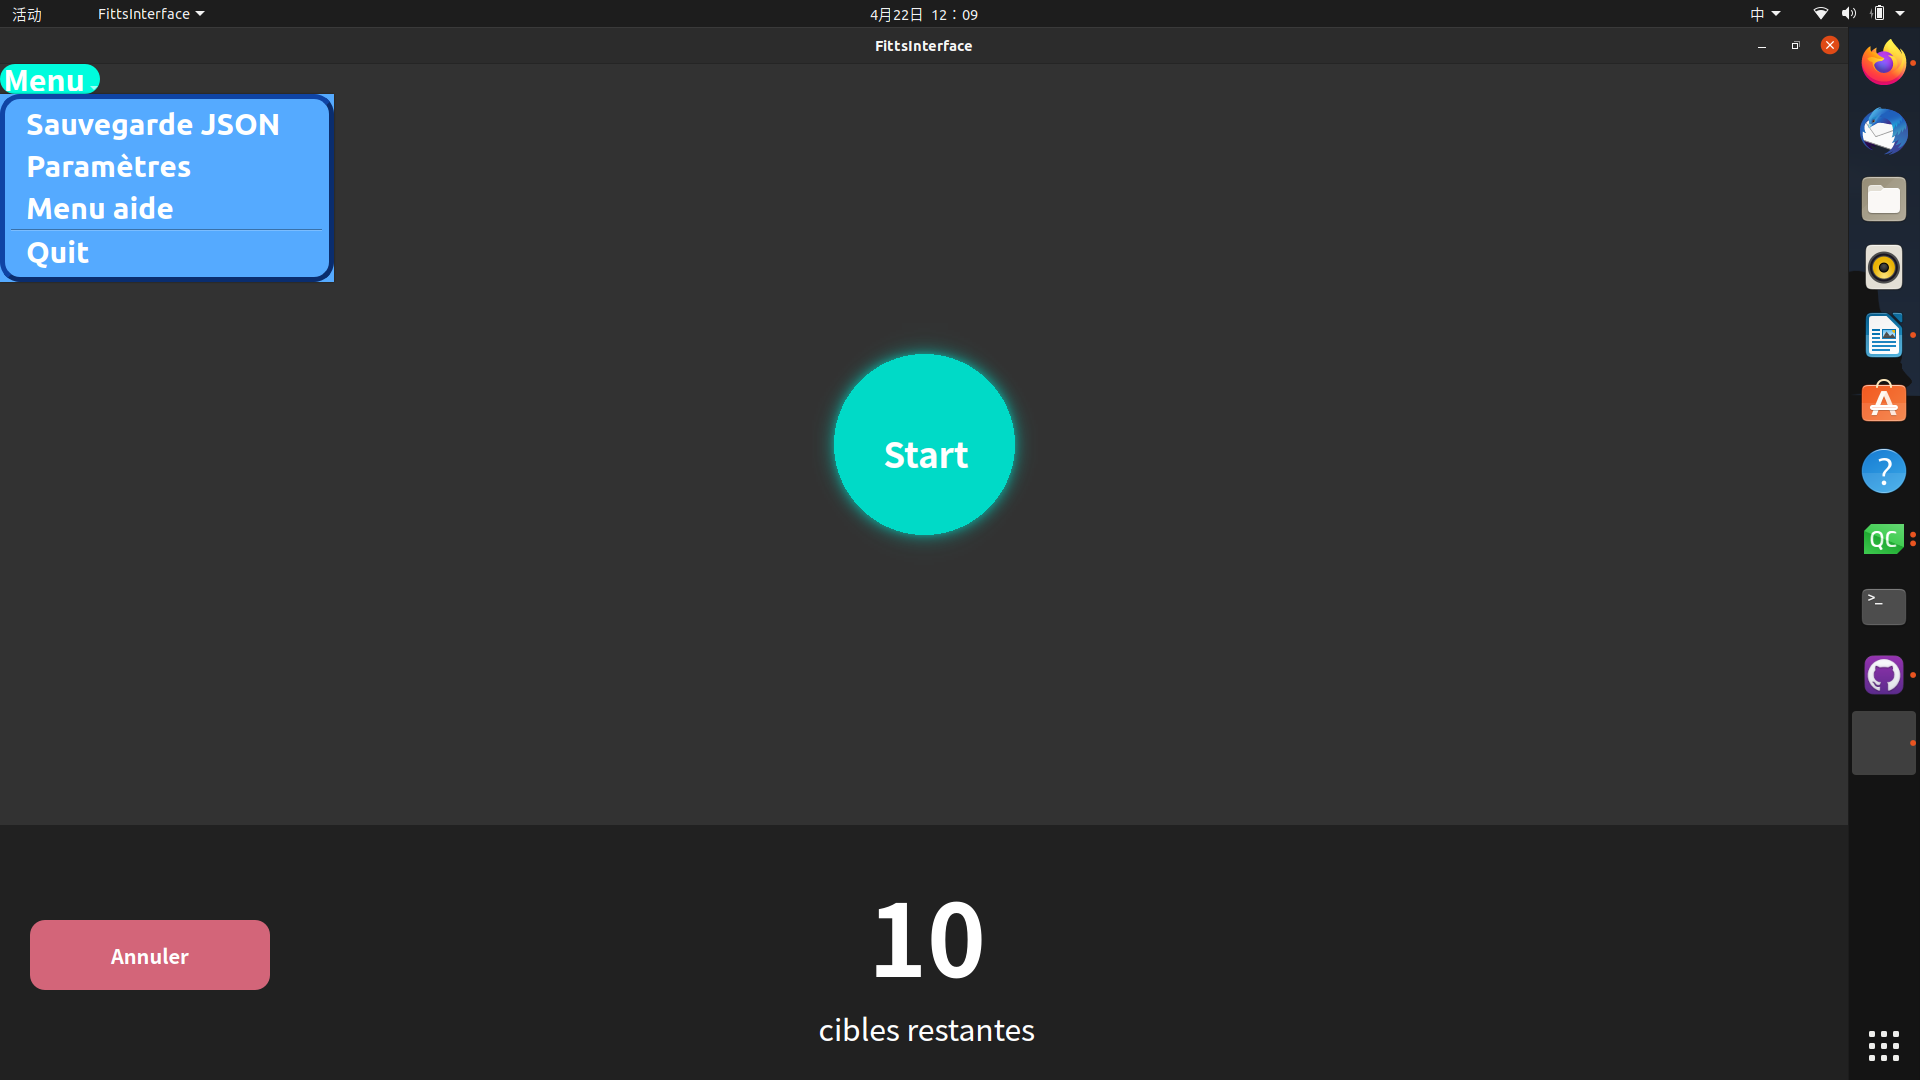 活动
FittsInterface
4月22日 12：09
中
FittsInterface
Menu
Sauvegarde JSON
Paramètres
Menu aide
Quit
Start
?
QC
>_
Annuler
10
cibles restantes